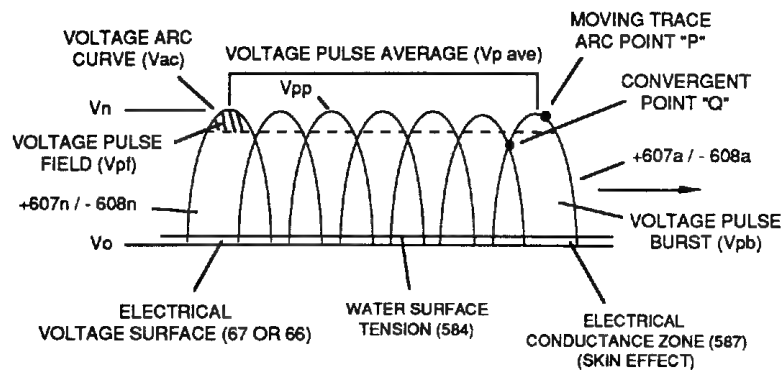 VOLTAGE ARC
CURVE (Vac)
VOLTAGE PULSE AVERAGE (Vp ave)
MOVING TRACE
ARC POINT "P"
CONVERGENT
POINT "Q"
Vpp
Vn
VOLTAGE PULSE
FIELD (Vpf)
+607a / - 608a
+607n / - 608n
VOLTAGE PULSE
BURST (Vpb)
Vo
ELECTRICAL
VOLTAGE SURFACE (67 OR 66)
WATER SURFACE
TENSION (584)
ELECTRICAL
CONDUCTANCE ZONE (587)
(SKIN EFFECT)